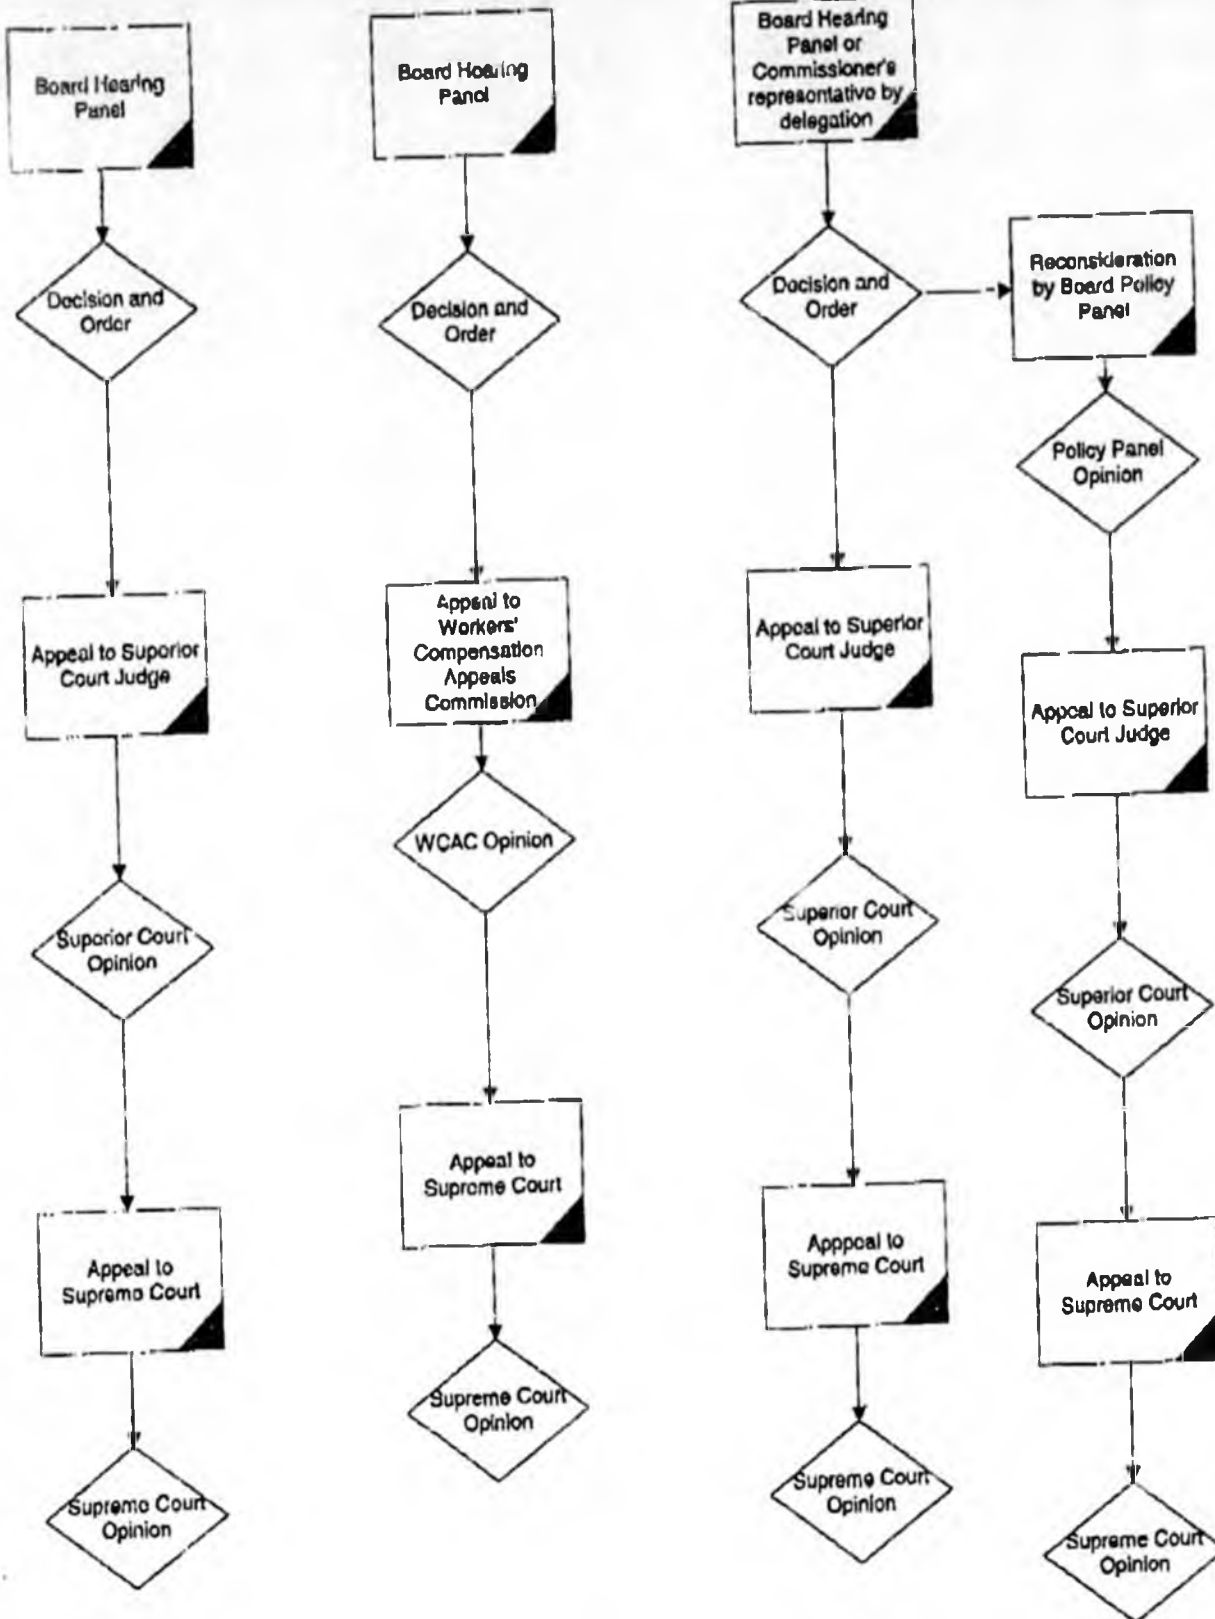 Board Hearing
Panel
Decision and
Order
Appeal to Superior
Court Judge
Superior Court
Opinion
Appeal to
Supreme Court
Supreme Court
Opinion
Board Hearing
Panel
Decision and
Order
Appeal to
Workers'
Compensation
Appeals
Commission
WCAC Opinion
Appeal to
Supreme Court
Supreme Court
Opinion
Board Hearing
Panel or
Commissioner's
representative by
delegation
Decision and
Order
Appeal to Superior
Court Judge
Superior Court
Opinion
Apppeal to
Supreme Court
Supreme Court
Opinion
Reconsideration
by Board Policy
Panel
Policy Panel
Opinion
Appeal to Superior
Court Judge
Superior Court
Opinion
Appeal to
Supreme Court
Supreme Court
Opinion